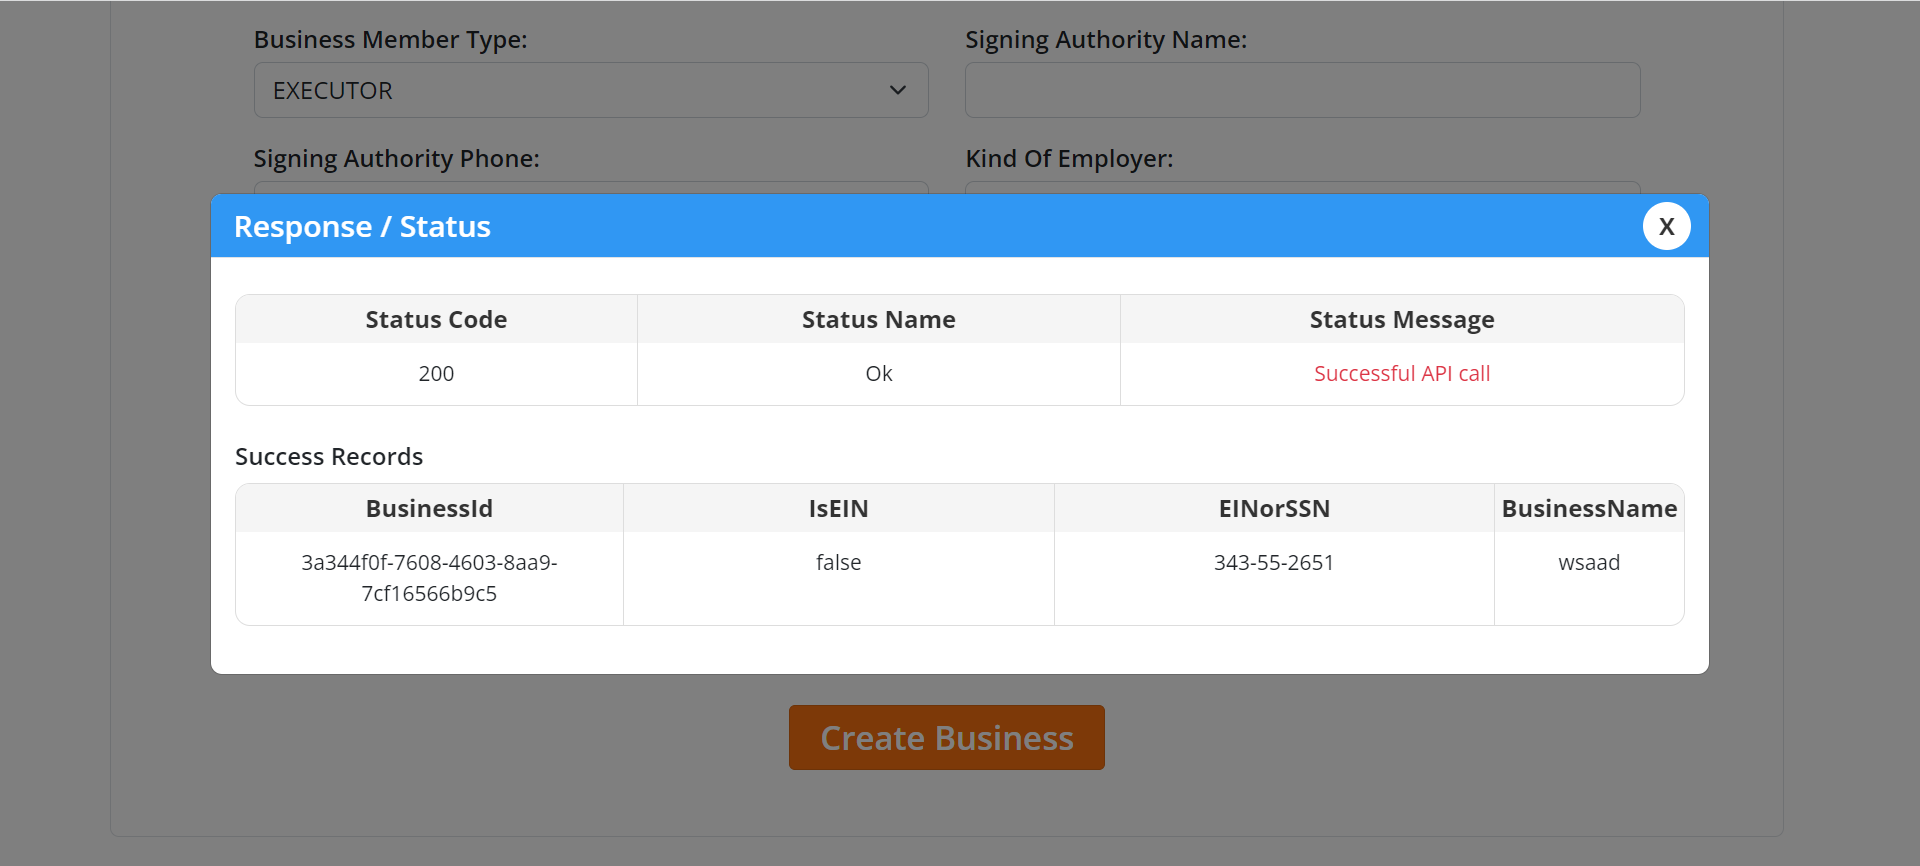 Business Member Type:
Signing Authority Name:
EXECUTOR
Signing Authority Phone:
Kind Of Employer:
Response / Status
X
Status Code
Status Name
Status Message
200
Ok
Successful API call
Success Records
BusinessId
IsEIN
EINorSSN
BusinessName
3a344f0f-7608-4603-8aa9-
7cf16566b9c5
false
343-55-2651
wsaad
Create Business